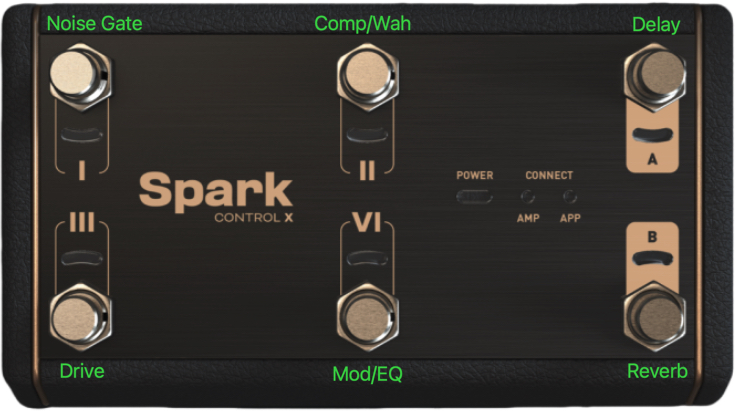 Noise Gate
Comp/Wah
Delay
I
II
A
POWER
CONNECT
Spark
CONTROL X
AMP
APP
III
VI
B
Drive
Mod/EQ
Reverb